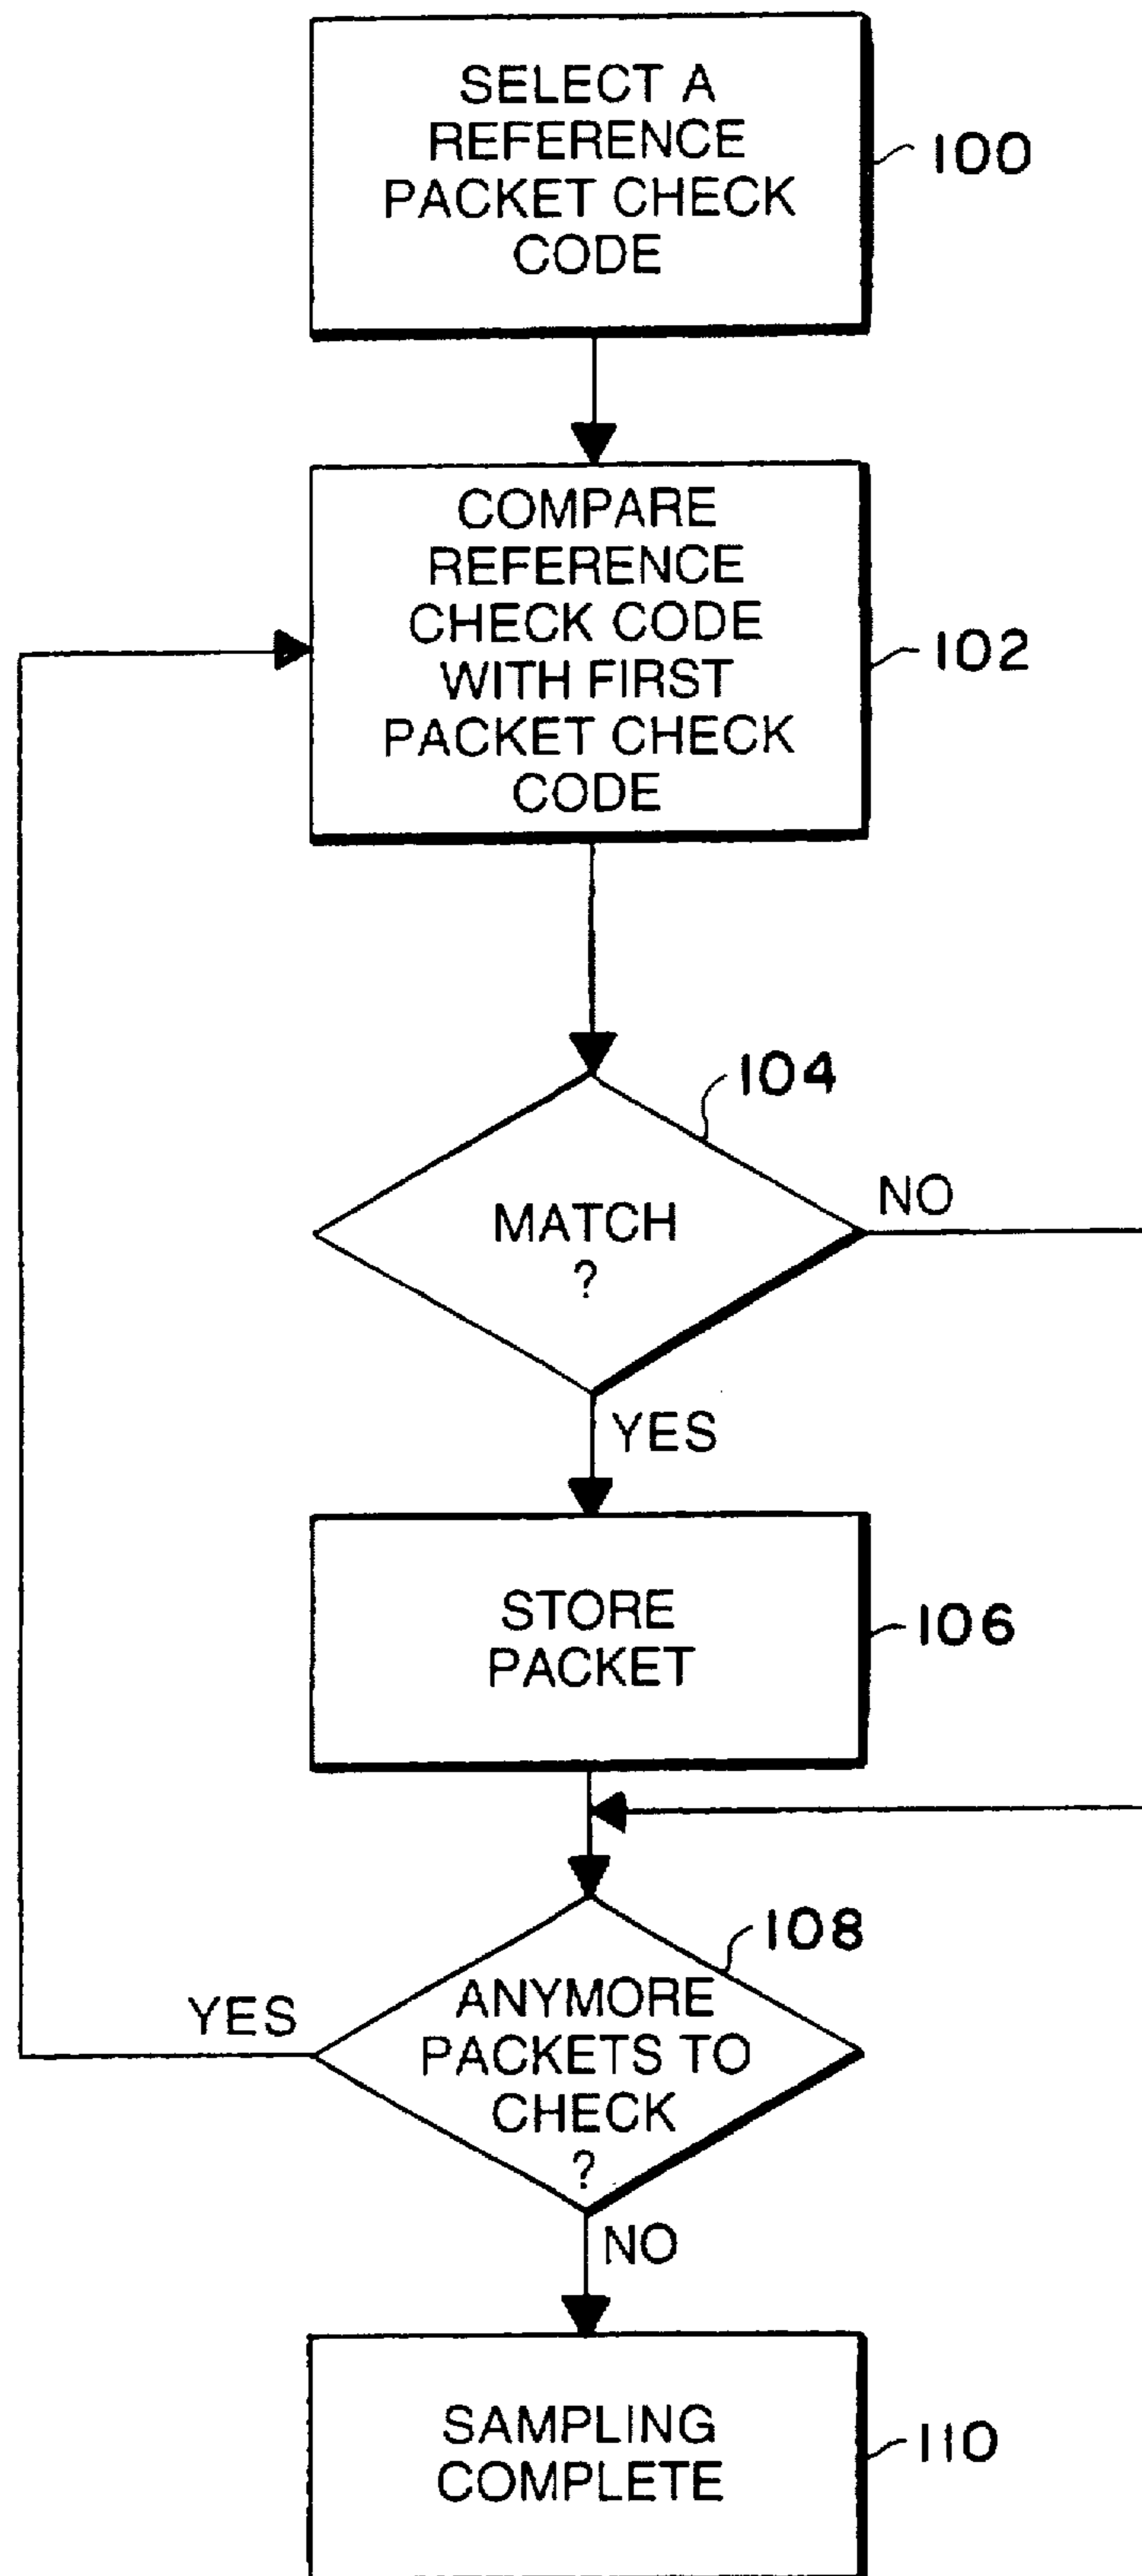 SELECT A
REFERENCE
PACKET CHECK
CODE
100
COMPARE
REFERENCE
CHECK CODE
WITH FIRST
PACKET CHECK
CODE
102
104
MATCH
?
NO
YES
STORE
PACKET
106
108
ANYMORE
PACKETS TO
CHECK
?
YES
NO
SAMPLING
COMPLETE
110